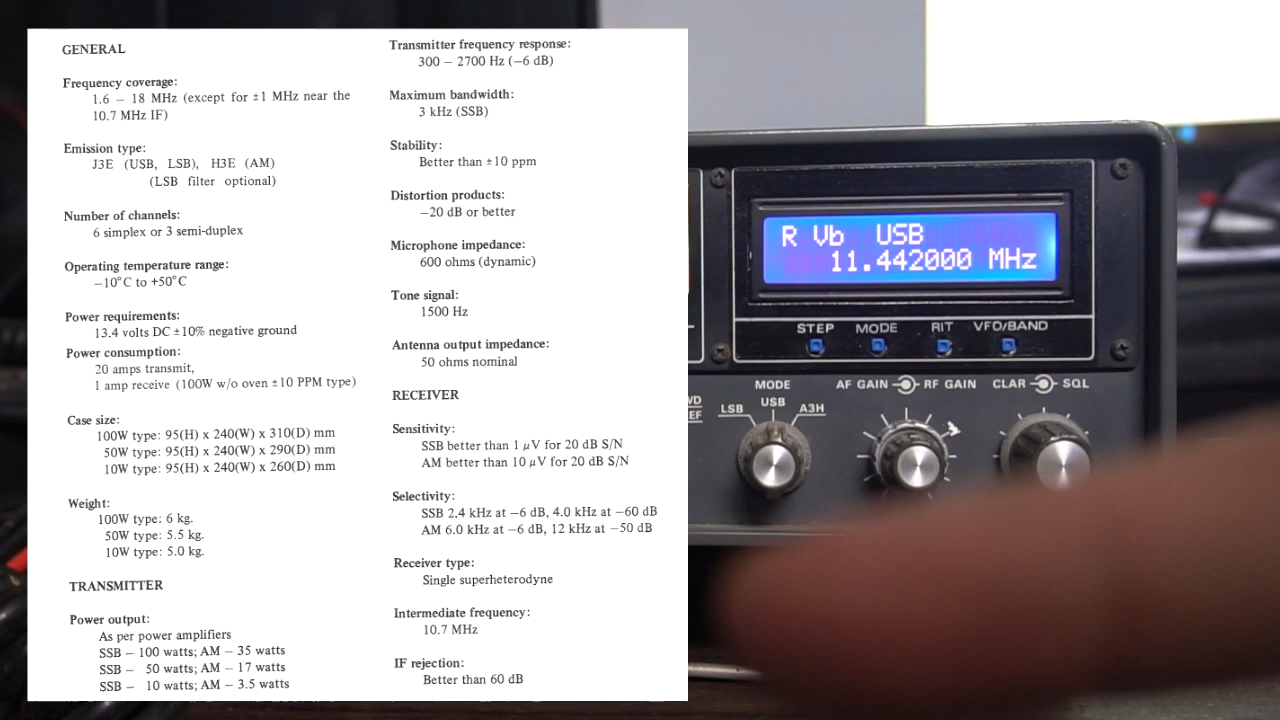 GENERAL
Frequency coverage:
1.6 – 18 MHz (except for ±1 MHz near the
10.7 MHz IF)
Emission type:
J3E (USB, LSB), H3E (AM)
(LSB filter optional)
Number of channels:
6 simplex or 3 semi-duplex
Operating temperature range:
−10°C to +50°C
Power requirements:
13.4 volts DC ±10% negative ground
Power consumption:
20 amps transmit,
1 amp receive (100W w/o oven ±10 PPM type)
Case size:
100W type: 95(H) x 240(W) x 310(D) mm
50W type: 95(H) x 240(W) x 290(D) mm
10W type: 95(H) x 240(W) x 260(D) mm
Weight:
100W type: 6 kg.
50W type: 5.5 kg.
10W type: 5.0 kg.
TRANSMITTER
Power output:
As per power amplifiers
SSB – 100 watts; AM – 35 watts
SSB – 50 watts; AM – 17 watts
SSB – 10 watts; AM – 3.5 watts
Transmitter frequency response:
300 – 2700 Hz (−6 dB)
Maximum bandwidth:
3 kHz (SSB)
Stability:
Better than ±10 ppm
Distortion products:
−20 dB or better
Microphone impedance:
600 ohms (dynamic)
Tone signal:
1500 Hz
Antenna output impedance:
50 ohms nominal
RECEIVER
Sensitivity:
SSB better than 1 μV for 20 dB S/N
AM better than 10 μV for 20 dB S/N
Selectivity:
SSB 2.4 kHz at −6 dB, 4.0 kHz at −60 dB
AM 6.0 kHz at −6 dB, 12 kHz at −50 dB
Receiver type:
Single superheterodyne
Intermediate frequency:
10.7 MHz
IF rejection:
Better than 60 dB
R Vb USB
11.442000 MHz
STEP MODE RIT VFO/BAND
MODE AF GAIN RF GAIN CLAR SQL
LSB USB A3H